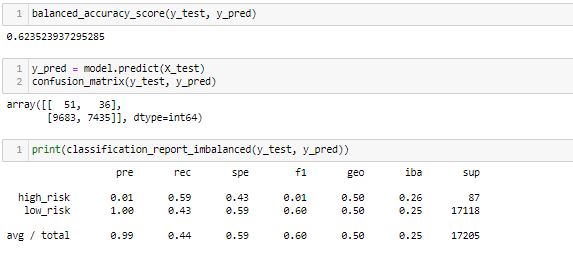 1 balanced_accuracy_score(y_test, y_pred)
0.623523937295285
1 y_pred = model.predict(X_test)
2 confusion_matrix(y_test, y_pred)
array([[  51,   36],
[9683, 7435]], dtype=int64)
1 print(classification_report_imbalanced(y_test, y_pred))
pre rec spe f1 geo iba sup
high_risk 0.01 0.59 0.43 0.01 0.50 0.26 87
low_risk 1.00 0.43 0.59 0.60 0.50 0.25 17118
avg / total 0.99 0.44 0.59 0.60 0.50 0.25 17205